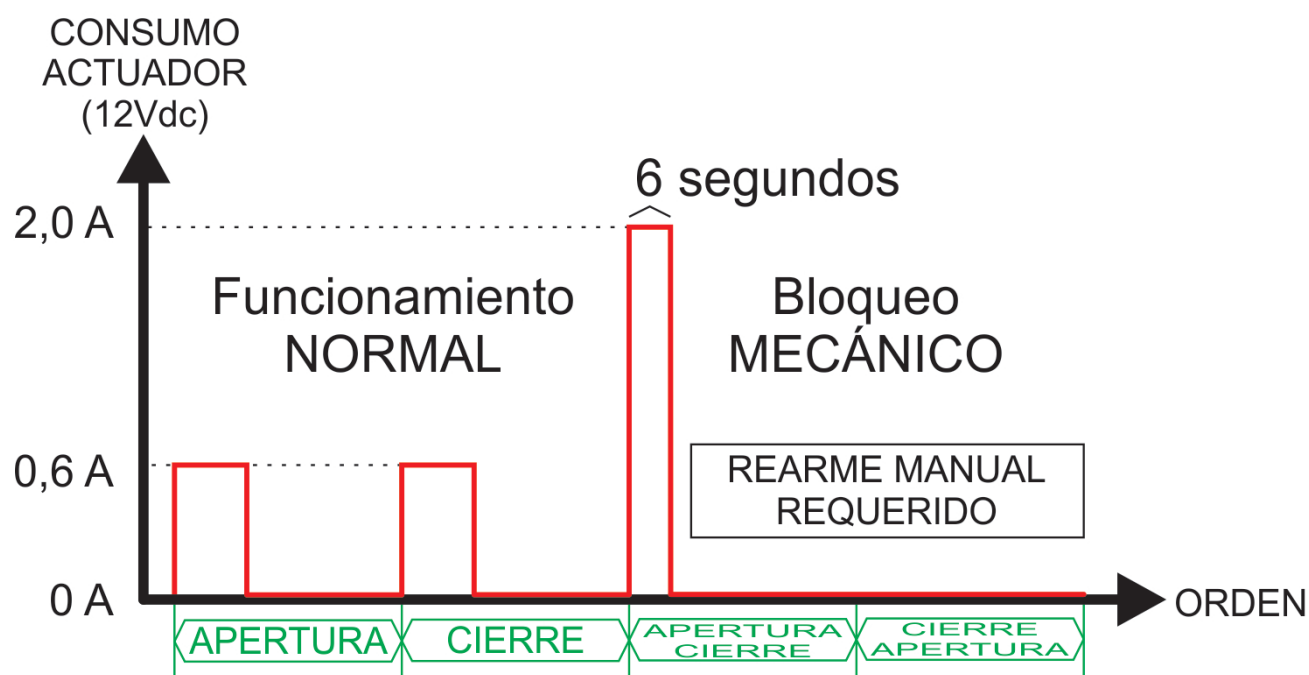 CONSUMO
ACTUADOR
(12Vdc)
6 segundos
2,0 A
Funcionamiento
NORMAL
Bloqueo
MECÁNICO
0,6 A
REARME MANUAL
REQUERIDO
0 A
ORDEN
APERTURA
CIERRE
APERTURA
CIERRE
CIERRE
APERTURA